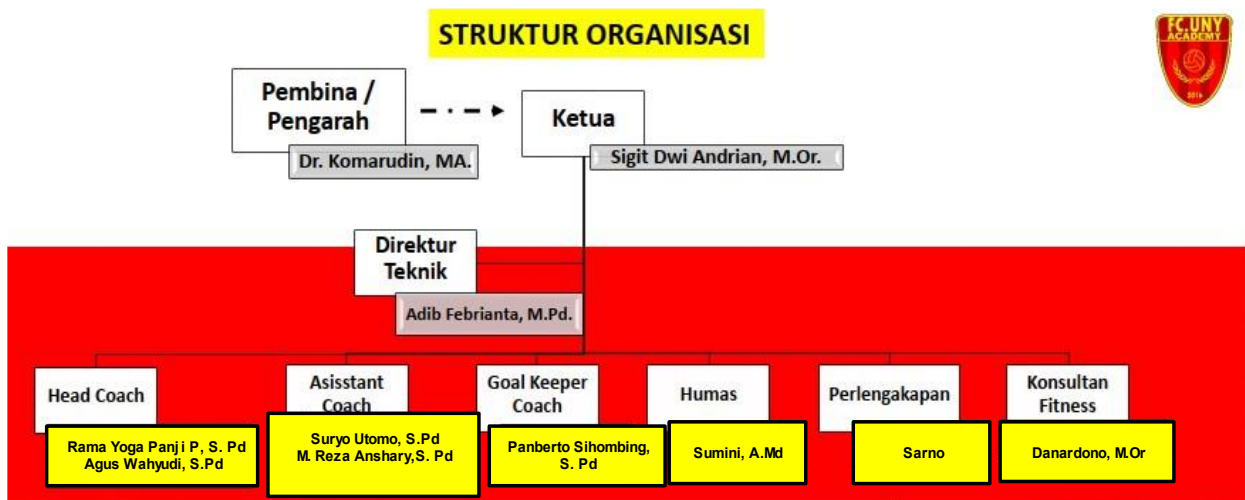 STRUKTUR ORGANISASI
FC.UNY
ACADEMY
2016
Pembina /
Pengarah
Dr. Komarudin, MA.
Ketua
Sigit Dwi Andrian, M.Or.
Direktur
Teknik
Adib Febrianta, M.Pd.
Head Coach
Rama Yoga Panji P, S. Pd
Agus Wahyudi, S.Pd
Asisstant
Coach
Suryo Utomo, S.Pd
M. Reza Anshary,S. Pd
Goal Keeper
Coach
Panberto Sihombing,
S. Pd
Humas
Sumini, A.Md
Perlengakapan
Sarno
Konsultan
Fitness
Danardono, M.Or